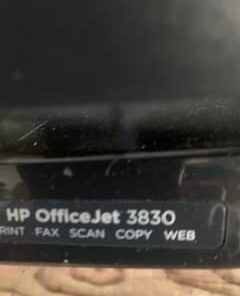 HP OfficeJet 3830
RINT FAX SCAN COPY WEB